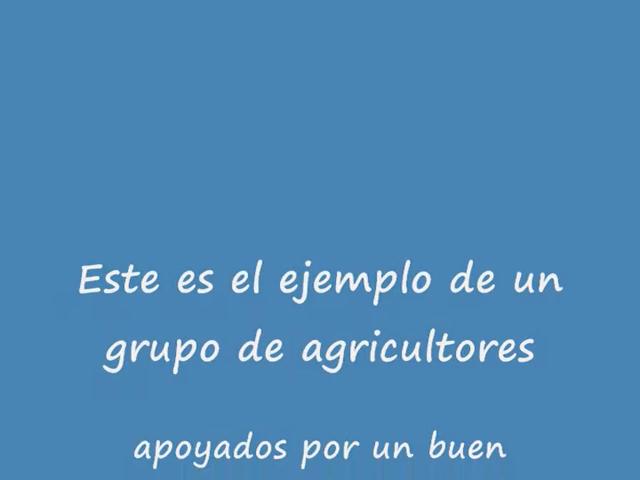 Este es el ejemplo de un
grupo de agricultores
apoyados por un buen